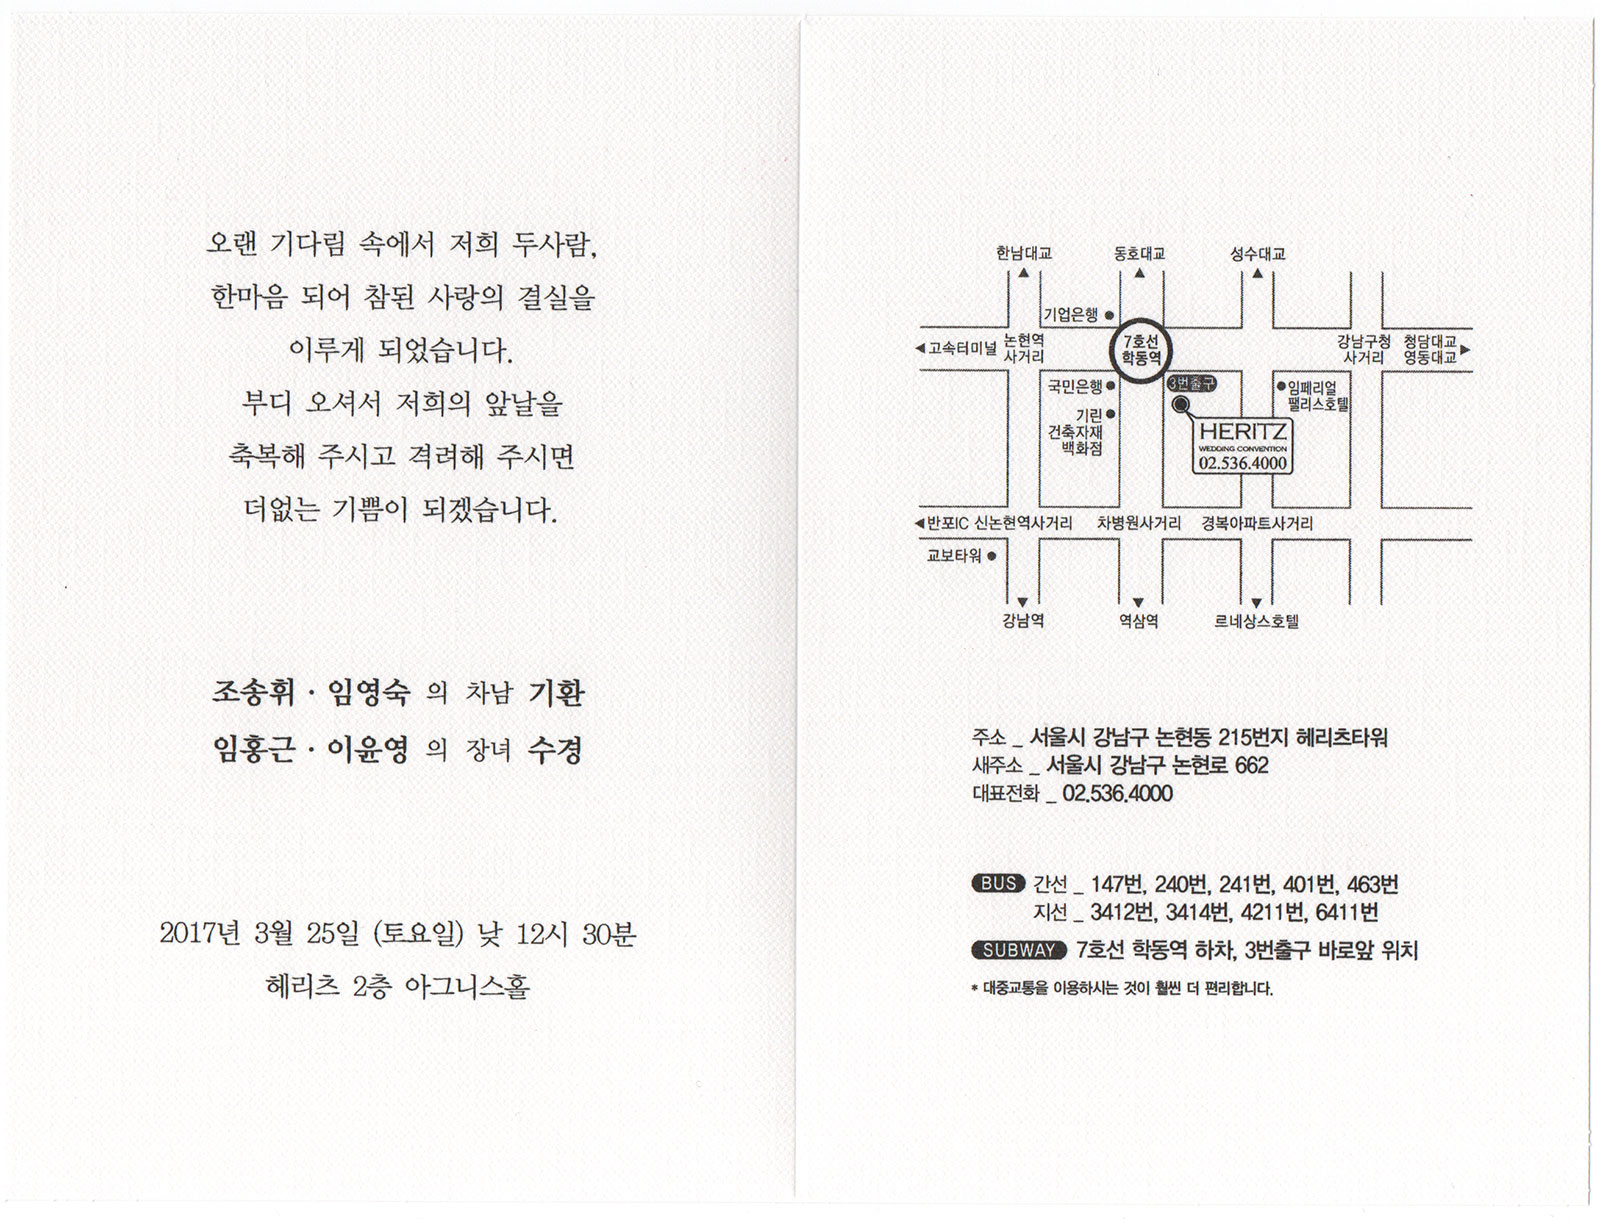 오랜 기다림 속에서 저희 두사람,
한마음 되어 참된 사랑의 결실을
이루게 되었습니다.
부디 오셔서 저희의 앞날을
축복해 주시고 격려해 주시면
더없는 기쁨이 되겠습니다.
조송휘 · 임영숙 의 차남 기환
임홍근 · 이윤영 의 장녀 수경
2017년 3월 25일 (토요일) 낮 12시 30분
헤리츠 2층 아그니스홀
한남대교 동호대교 성수대교
▲ ▲ ▲
기업은행 ●
◀ 고속터미널
논현역
사거리
7호선
학동역
강남구청
사거리
청담대교
영동대교 ▶
국민은행 ●
3번출구
● 임페리얼
팰리스호텔
기린 ●
건축자재
백화점
HERITZ
WEDDING CONVENTION
02.536.4000
◀ 반포IC 신논현역사거리 차병원사거리 경복아파트사거리
교보타워 ●
▼ ▼ ▼
강남역 역삼역 르네상스호텔
주소 _ 서울시 강남구 논현동 215번지 헤리츠타워
새주소 _ 서울시 강남구 논현로 662
대표전화 _ 02.536.4000
BUS 간선 _ 147번, 240번, 241번, 401번, 463번
지선 _ 3412번, 3414번, 4211번, 6411번
SUBWAY 7호선 학동역 하차, 3번출구 바로앞 위치
* 대중교통을 이용하시는 것이 훨씬 더 편리합니다.